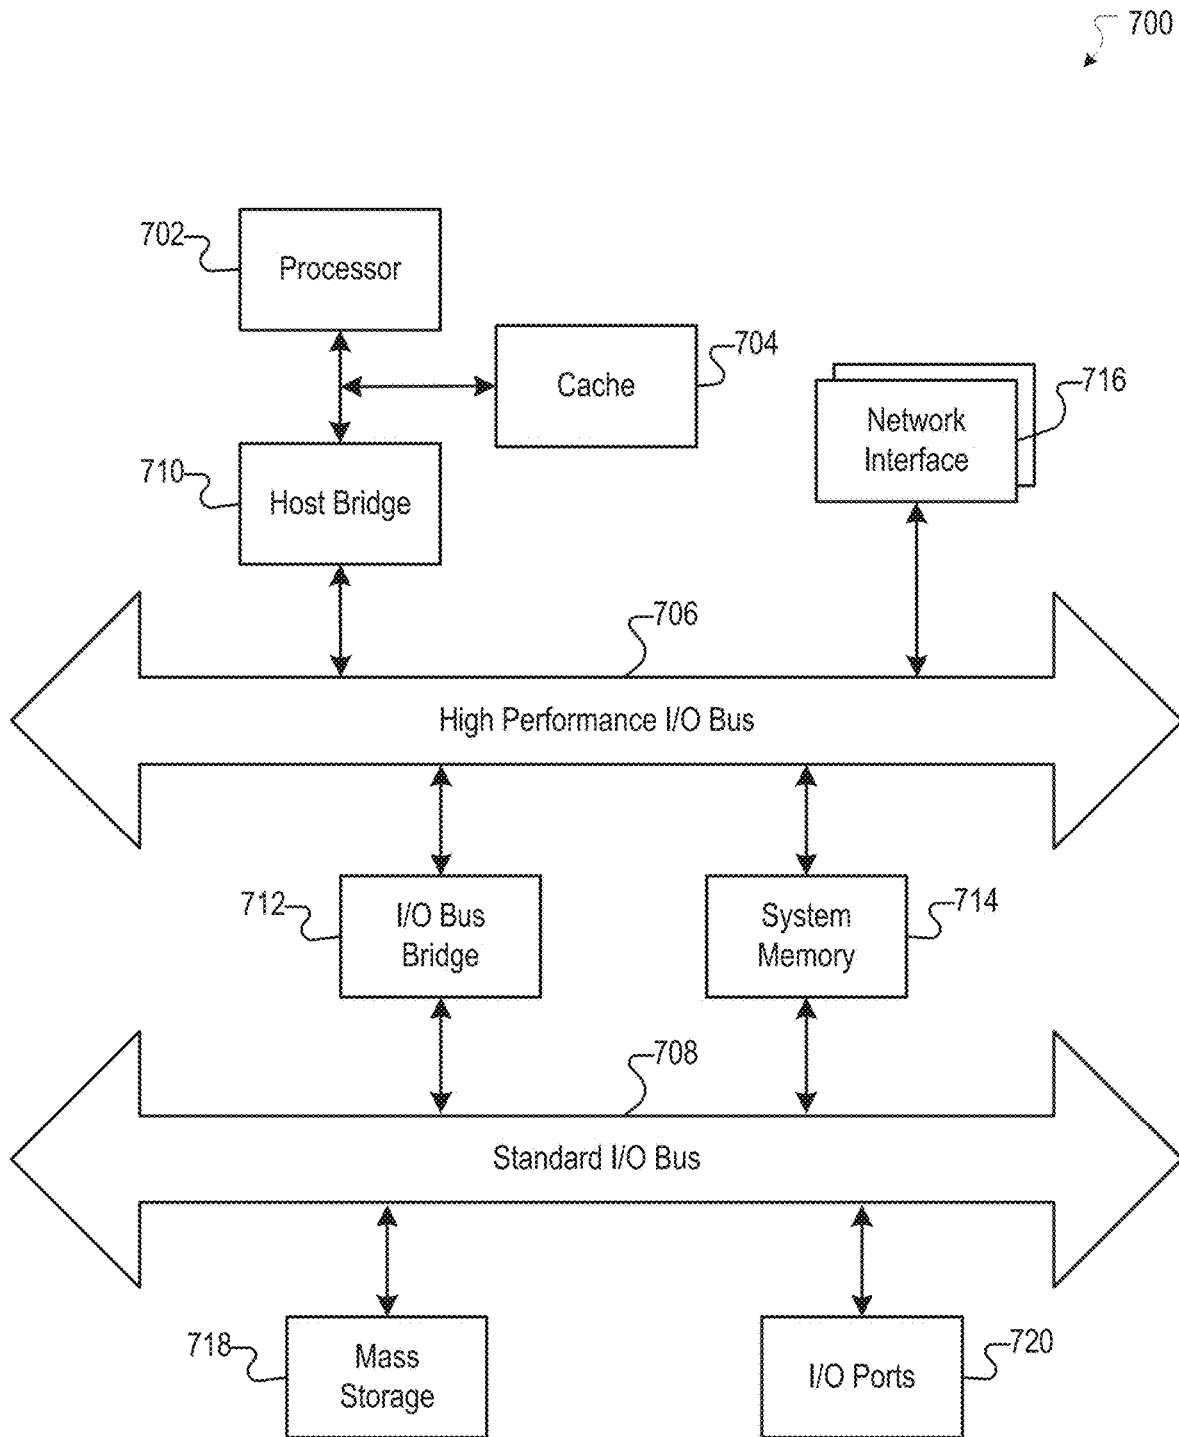 700
702
Processor
704
Cache
716
Network
Interface
710
Host Bridge
706
High Performance I/O Bus
712
I/O Bus
Bridge
System
Memory
714
708
Standard I/O Bus
718
Mass
Storage
I/O Ports
720